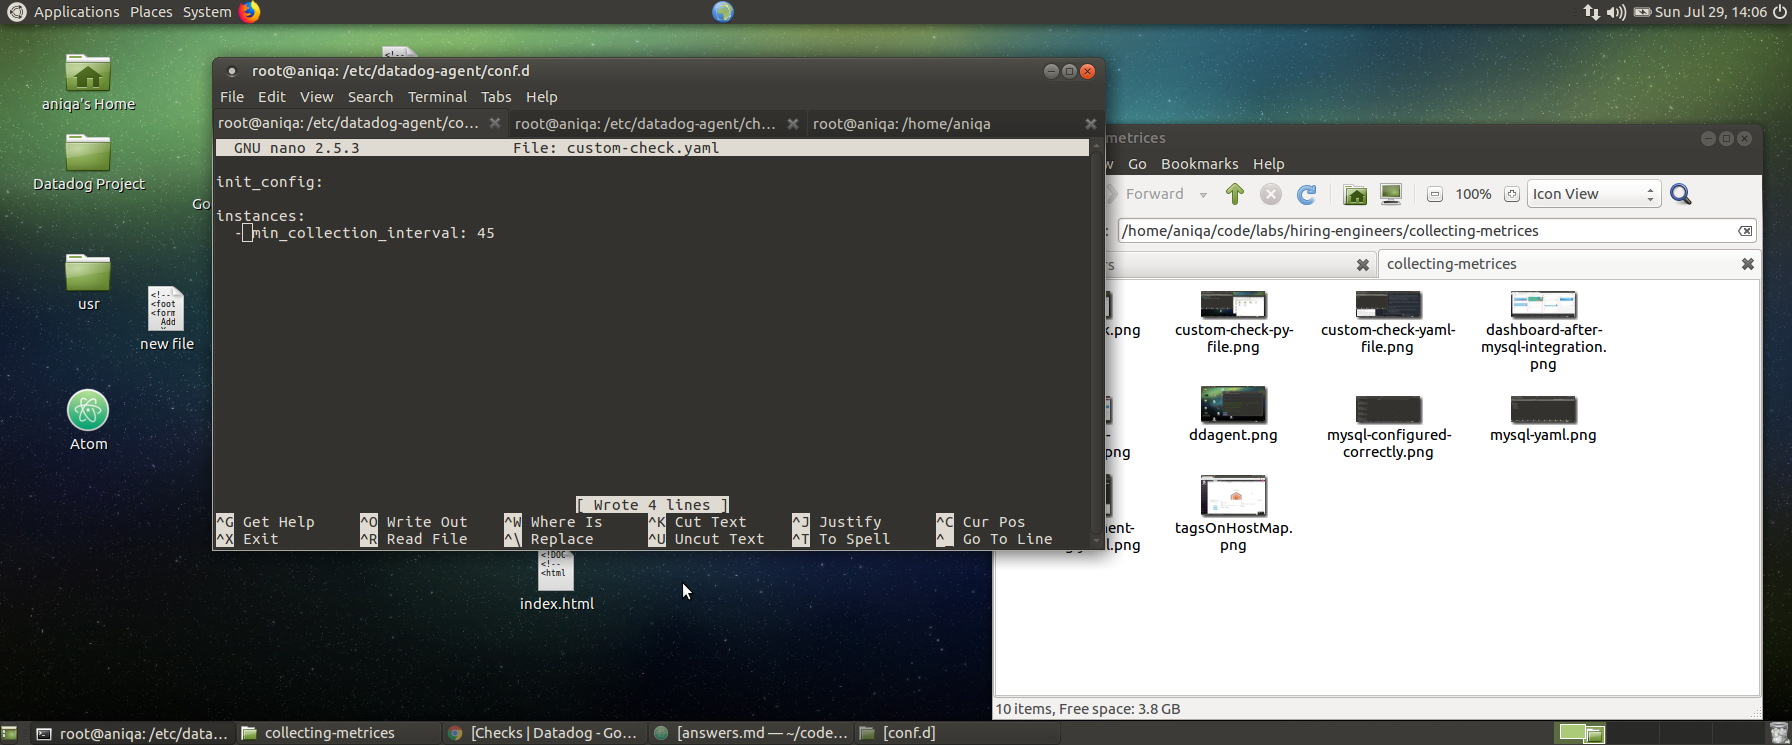 Applications Places System
Sun Jul 29, 14:06
aniqa's Home
Datadog Project
Go
usr
new file
Atom
<!--
<foot
<form
Add
<!--
root@aniqa: /etc/datadog-agent/conf.d
File Edit View Search Terminal Tabs Help
root@aniqa: /etc/datadog-agent/co...
root@aniqa: /etc/datadog-agent/ch...
root@aniqa: /home/aniqa
GNU nano 2.5.3 File: custom-check.yaml
init_config:
instances:
- min_collection_interval: 45
[ Wrote 4 lines ]
^G Get Help ^O Write Out ^W Where Is ^K Cut Text ^J Justify ^C Cur Pos
^X Exit ^R Read File ^\ Replace ^U Uncut Text ^T To Spell ^_ Go To Line
<!DOC
<!--
<html
index.html
metrices
w Go Bookmarks Help
Forward 100% Icon View
: /home/aniqa/code/labs/hiring-engineers/collecting-metrices
rs
collecting-metrices
k.png
custom-check-py-
file.png
custom-check-yaml-
file.png
dashboard-after-
mysql-integration.
png
-
png
ddagent.png
mysql-configured-
correctly.png
mysql-yaml.png
nent-
l.png
tagsOnHostMap.
png
10 items, Free space: 3.8 GB
root@aniqa: /etc/data...
collecting-metrices
[Checks | Datadog - Go...
[answers.md — ~/code...
[conf.d]